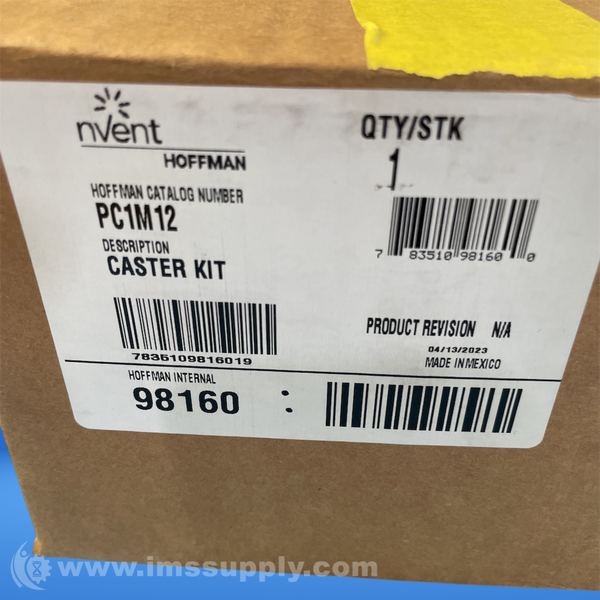 nVent
HOFFMAN
QTY/STK
1
HOFFMAN CATALOG NUMBER
PC1M12
DESCRIPTION
CASTER KIT
7 83510 98160 0
7835109816019
PRODUCT REVISION N/A
04/13/2023
MADE IN MEXICO
HOFFMAN INTERNAL
98160 :
www.imssupply.com